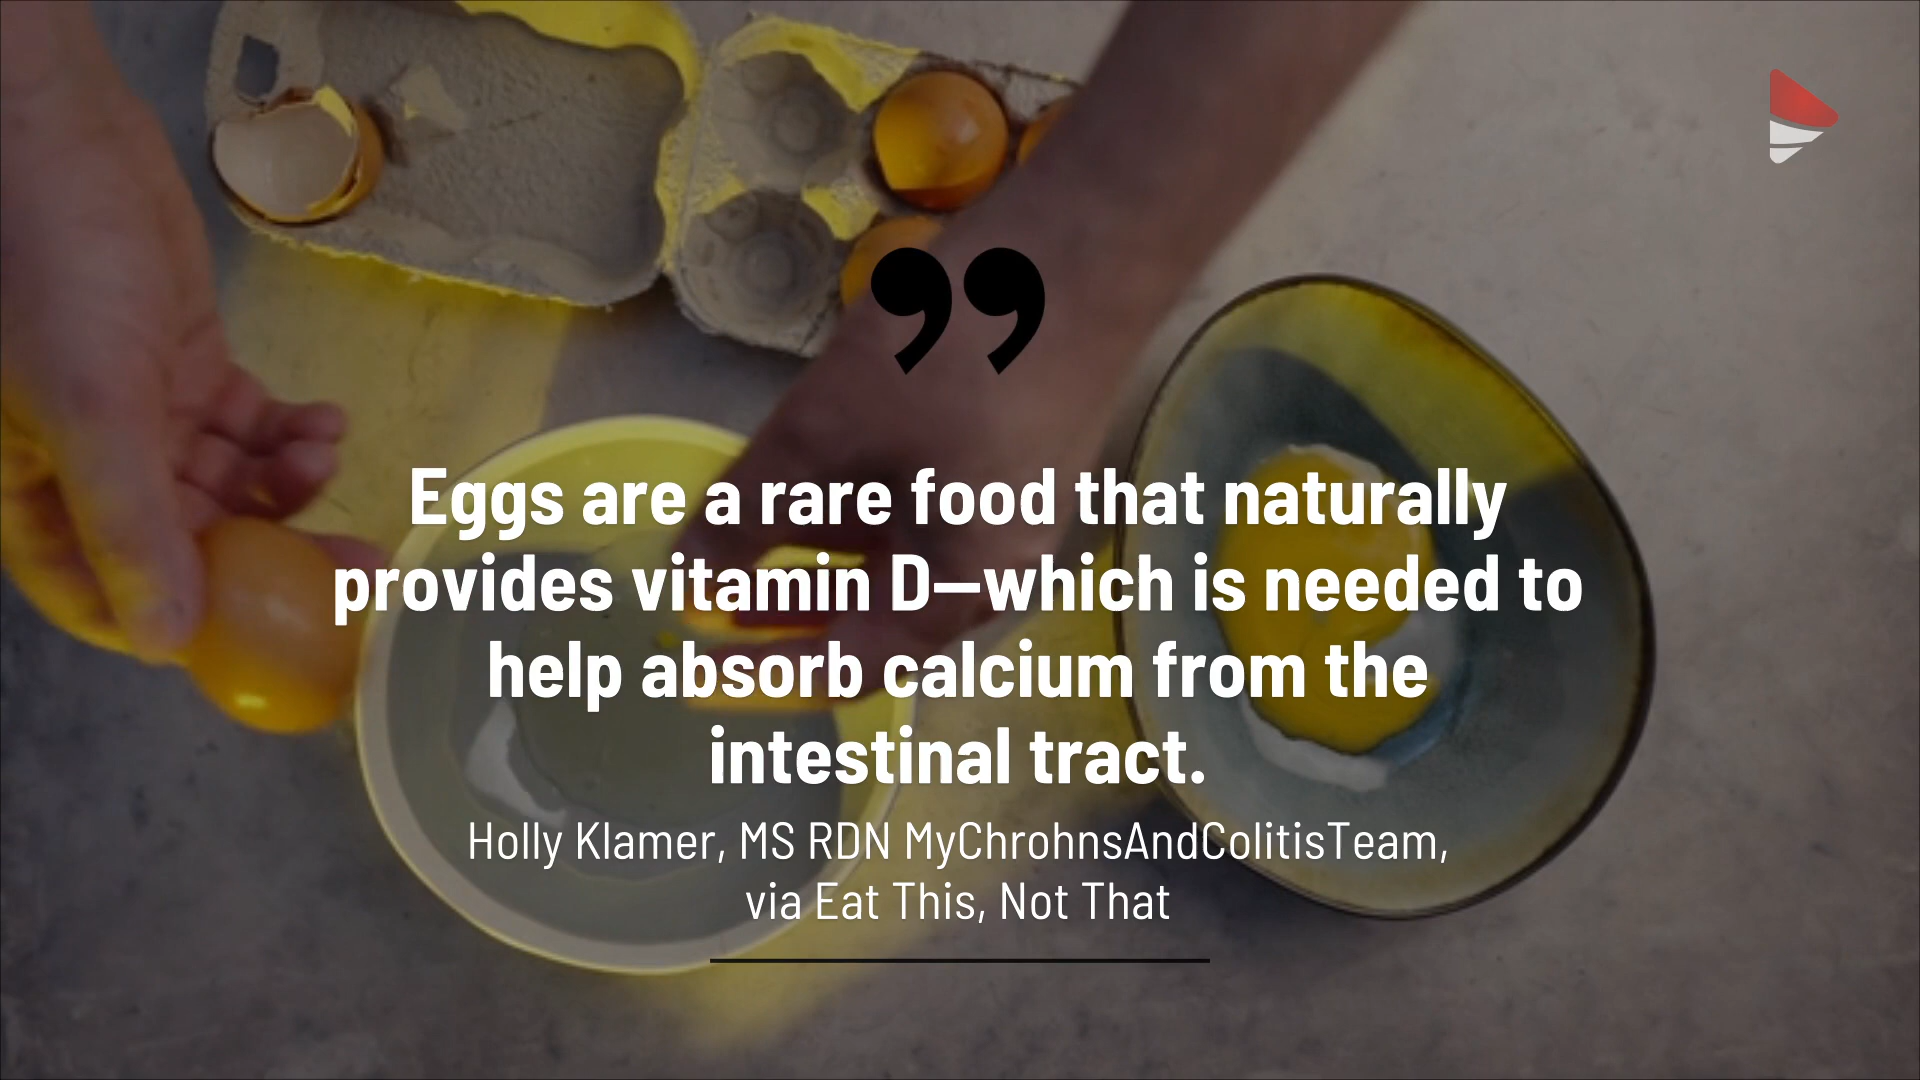 ”
Eggs are a rare food that naturally
provides vitamin D—which is needed to
help absorb calcium from the
intestinal tract.
Holly Klamer, MS RDN MyChrohnsAndColitisTeam,
via Eat This, Not That